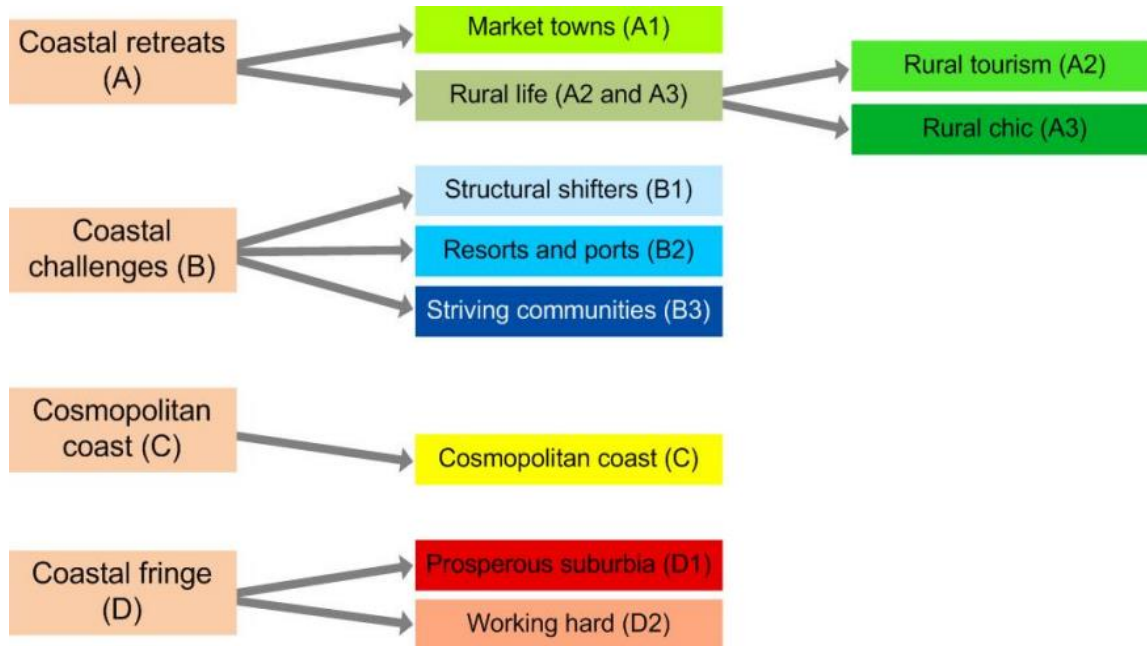 Coastal retreats
(A)
Market towns (A1)
Rural life (A2 and A3)
Rural tourism (A2)
Rural chic (A3)
Coastal
challenges (B)
Structural shifters (B1)
Resorts and ports (B2)
Striving communities (B3)
Cosmopolitan
coast (C)
Cosmopolitan coast (C)
Coastal fringe
(D)
Prosperous suburbia (D1)
Working hard (D2)